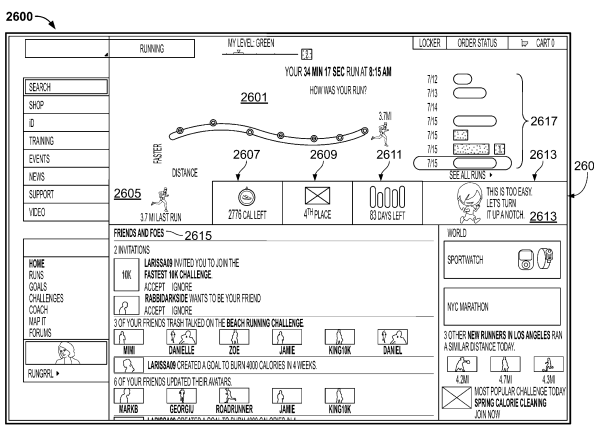 2600
RUNNING
MY LEVEL: GREEN
LOCKER
ORDER STATUS
CART 0
YOUR 34 MIN 17 SEC RUN AT 8:15 AM
HOW WAS YOUR RUN?
2601
3.7MI
FASTER
DISTANCE
7/12
7/13
7/14
7/15
7/15
7/15
7/15
2617
SEE ALL RUNS
SEARCH
SHOP
iD
TRAINING
EVENTS
NEWS
SUPPORT
VIDEO
2605
3.7 MI LAST RUN
2607
2776 CAL LEFT
2609
4TH PLACE
2611
83 DAYS LEFT
2613
THIS IS TOO EASY.
LET'S TURN
IT UP A NOTCH.
2613
260
FRIENDS AND FOES
2615
2 INVITATIONS
10K
LARISSA09 INVITED YOU TO JOIN THE
FASTEST 10K CHALLENGE.
ACCEPT IGNORE
RABBIDARKSIDE WANTS TO BE YOUR FRIEND
ACCEPT IGNORE
3 OF YOUR FRIENDS TRASH TALKED ON THE BEACH RUNNING CHALLENGE.
MIMI
DANIELLE
ZOE
JAMIE
KING10K
DANIEL
LARISSA09 CREATED A GOAL TO BURN 4000 CALORIES IN 4 WEEKS.
6 OF YOUR FRIENDS UPDATED THEIR AVATARS.
MARKB
GEORGIU
ROADRUNNER
JAMIE
KING10K
HOME
RUNS
GOALS
CHALLENGES
COACH
MAP IT
FORUMS
RUNGRRL
WORLD
SPORTWATCH
NYC MARATHON
3 OTHER NEW RUNNERS IN LOS ANGELES RAN
A SIMILAR DISTANCE TODAY.
4.2MI
4.7MI
4.3MI
MOST POPULAR CHALLENGE TODAY
SPRING CALORIE CLEANING
JOIN NOW